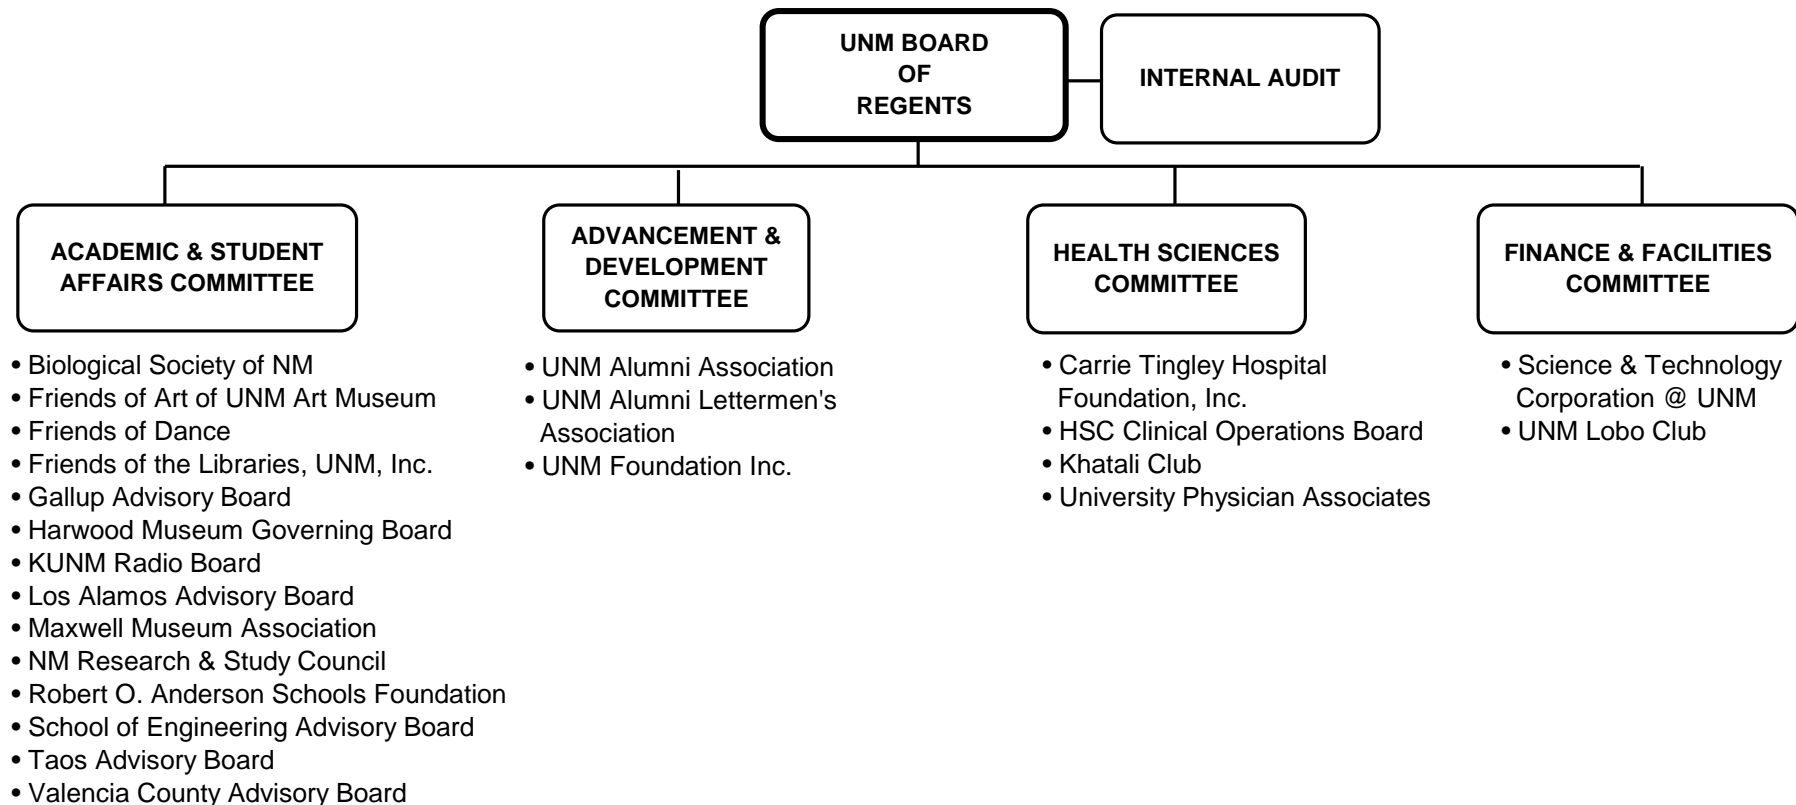 UNM BOARD
OF
REGENTS
INTERNAL AUDIT
ACADEMIC & STUDENT
AFFAIRS COMMITTEE
ADVANCEMENT &
DEVELOPMENT
COMMITTEE
HEALTH SCIENCES
COMMITTEE
FINANCE & FACILITIES
COMMITTEE
• Biological Society of NM
• Friends of Art of UNM Art Museum
• Friends of Dance
• Friends of the Libraries, UNM, Inc.
• Gallup Advisory Board
• Harwood Museum Governing Board
• KUNM Radio Board
• Los Alamos Advisory Board
• Maxwell Museum Association
• NM Research & Study Council
• Robert O. Anderson Schools Foundation
• School of Engineering Advisory Board
• Taos Advisory Board
• Valencia County Advisory Board
• UNM Alumni Association
• UNM Alumni Lettermen's
Association
• UNM Foundation Inc.
• Carrie Tingley Hospital
Foundation, Inc.
• HSC Clinical Operations Board
• Khatali Club
• University Physician Associates
• Science & Technology
Corporation @ UNM
• UNM Lobo Club